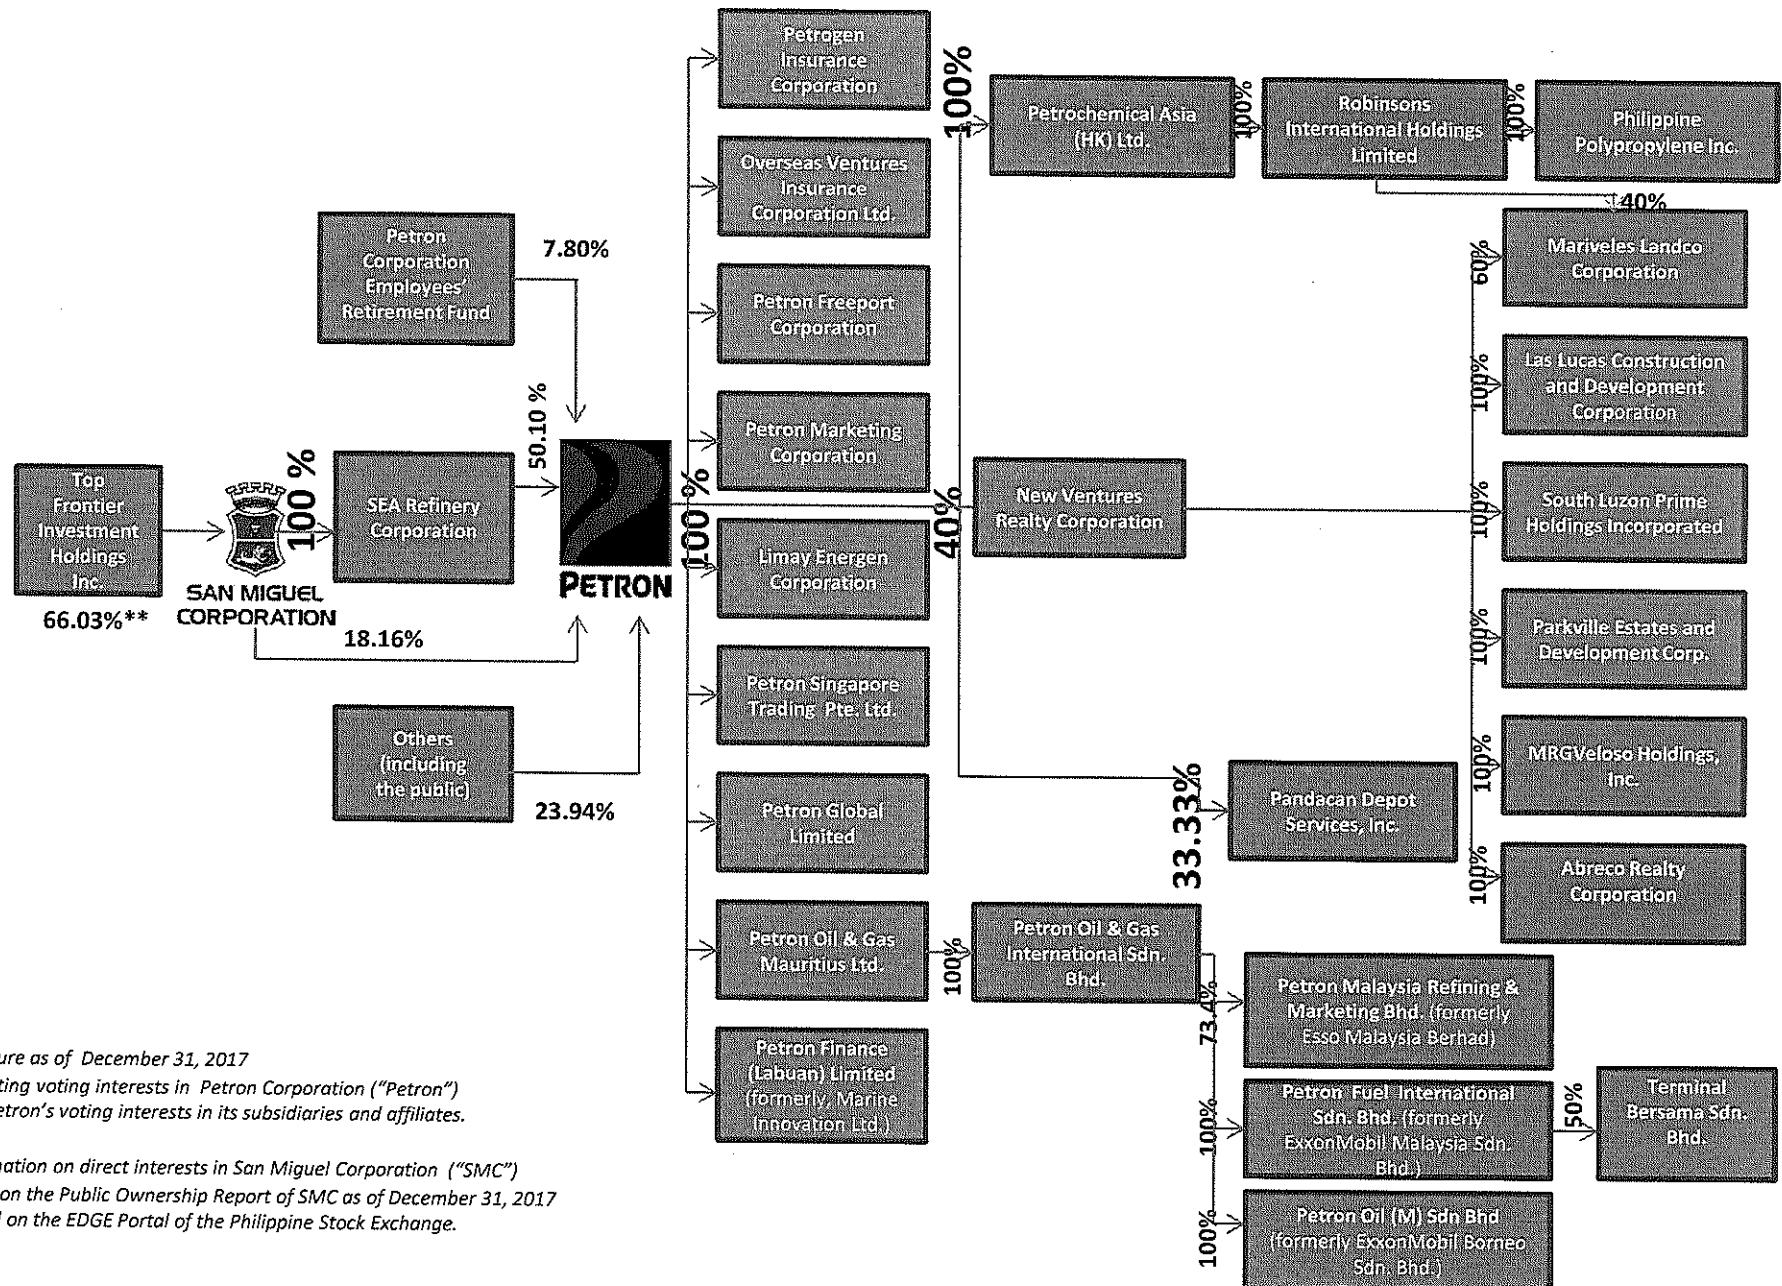 Petrogen
Insurance
Corporation
Overseas Ventures
Insurance
Corporation Ltd.
Petron Freeport
Corporation
Petron Marketing
Corporation
Limay Energen
Corporation
Petron Singapore
Trading Pte. Ltd.
Petron Global
Limited
Petron Oil & Gas
Mauritius Ltd.
Petron Finance
(Labuan) Limited
(formerly, Marine
Innovation Ltd.)
Petron
Corporation
Employees'
Retirement Fund
7.80%
Top
Frontier
Investment
Holdings
Inc.
66.03%**
SAN MIGUEL
CORPORATION
100 %
SEA Refinery
Corporation
50.10 %
PETRON
18.16%
Others
(including
the public)
23.94%
100 %
100%
Petrochemical Asia
(HK) Ltd.
100%
Robinsons
International Holdings
Limited
100%
Philippine
Polypropylene Inc.
40%
40%
New Ventures
Realty Corporation
60%
Mariveles Landco
Corporation
100%
Las Lucas Construction
and Development
Corporation
100%
South Luzon Prime
Holdings Incorporated
100%
Parkville Estates and
Development Corp.
100%
MRGVeloso Holdings,
Inc.
100%
Abreco Realty
Corporation
33.33%
Pandacan Depot
Services, Inc.
100%
Petron Oil & Gas
International Sdn.
Bhd.
73.4%
Petron Malaysia Refining &
Marketing Bhd. (formerly
Esso Malaysia Berhad)
100%
Petron Fuel International
Sdn. Bhd. (formerly
ExxonMobil Malaysia Sdn.
Bhd.)
50%
Terminal
Bersama Sdn.
Bhd.
100%
Petron Oil (M) Sdn Bhd
(formerly ExxonMobil Borneo
Sdn. Bhd.)
ure as of December 31, 2017
ting voting interests in Petron Corporation ("Petron")
etron's voting interests in its subsidiaries and affiliates.
nation on direct interests in San Miguel Corporation ("SMC")
on the Public Ownership Report of SMC as of December 31, 2017
on the EDGE Portal of the Philippine Stock Exchange.